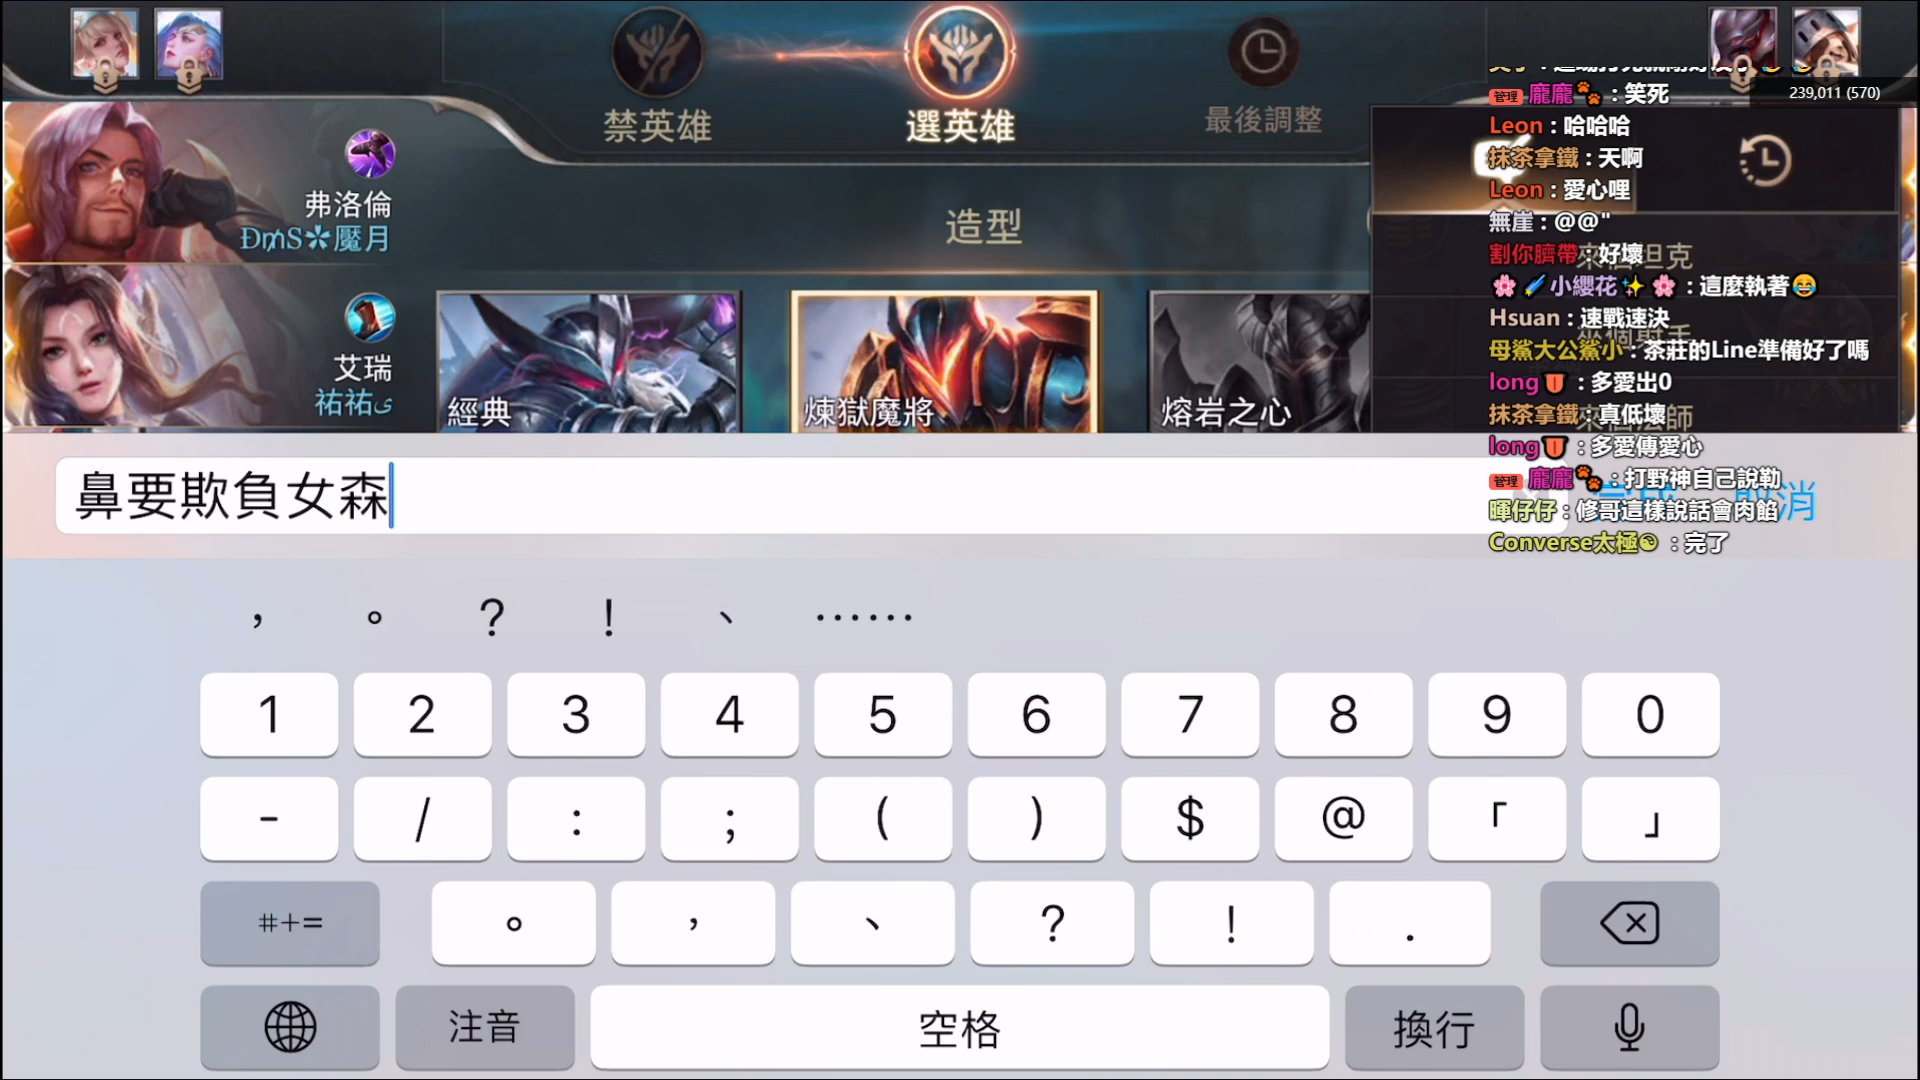 禁英雄
選英雄
最後調整
239,011 (570)
弗洛倫
ĐmS✲魘月
艾瑞
祐祐
造型
經典
煉獄魔將
熔岩之心
管理 龐龐🐾 : 笑死
Leon : 哈哈哈
抹茶拿鐵 : 天啊
Leon : 愛心哩
無崖 : @@"
割你臍帶 : 好壞
🌸☄️小纓花✨🌸 : 這麼執著😂
Hsuan : 速戰速決
母鯊大公鯊小 : 茶莊的Line準備好了嗎
long👅 : 多愛出0
抹茶拿鐵 : 真低壞
long👅 : 多愛傳愛心
管理 龐龐🐾 : 打野神自己說勒
暉仔仔 : 修哥這樣說話會肉餡
Converse太極☯ : 完了
鼻要欺負女森
取消
, 。 ? ! 、 ……
1 2 3 4 5 6 7 8 9 0
- / : ; ( ) $ @ 「 」
#+= 。 , 、 ? ! .
注音 空格 換行